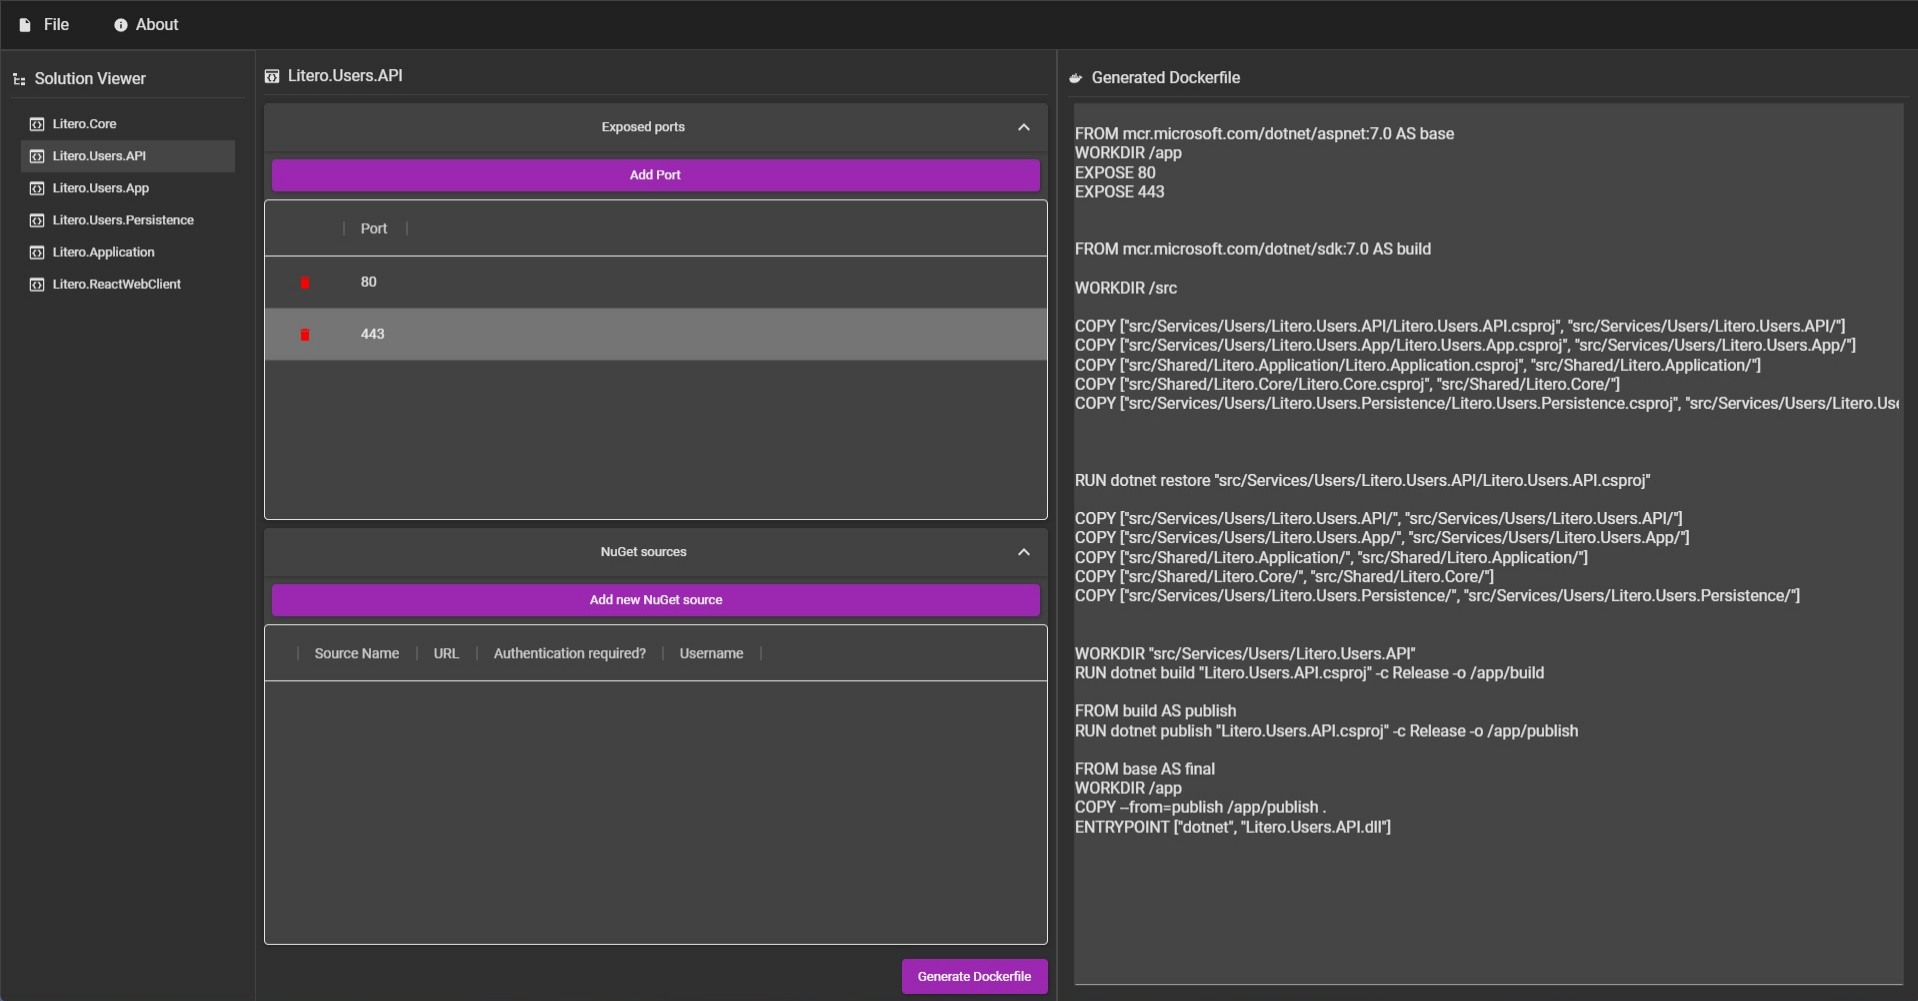 File
About
Solution Viewer
Litero.Core
Litero.Users.API
Litero.Users.App
Litero.Users.Persistence
Litero.Application
Litero.ReactWebClient
Litero.Users.API
Exposed ports
Add Port
Port
80
443
NuGet sources
Add new NuGet source
Source Name
URL
Authentication required?
Username
Generate Dockerfile
Generated Dockerfile
FROM mcr.microsoft.com/dotnet/aspnet:7.0 AS base
WORKDIR /app
EXPOSE 80
EXPOSE 443
FROM mcr.microsoft.com/dotnet/sdk:7.0 AS build
WORKDIR /src
COPY ["src/Services/Users/Litero.Users.API/Litero.Users.API.csproj", "src/Services/Users/Litero.Users.API/"]
COPY ["src/Services/Users/Litero.Users.App/Litero.Users.App.csproj", "src/Services/Users/Litero.Users.App/"]
COPY ["src/Shared/Litero.Application/Litero.Application.csproj", "src/Shared/Litero.Application/"]
COPY ["src/Shared/Litero.Core/Litero.Core.csproj", "src/Shared/Litero.Core/"]
COPY ["src/Services/Users/Litero.Users.Persistence/Litero.Users.Persistence.csproj", "src/Services/Users/Litero.Use
RUN dotnet restore "src/Services/Users/Litero.Users.API/Litero.Users.API.csproj"
COPY ["src/Services/Users/Litero.Users.API/", "src/Services/Users/Litero.Users.API/"]
COPY ["src/Services/Users/Litero.Users.App/", "src/Services/Users/Litero.Users.App/"]
COPY ["src/Shared/Litero.Application/", "src/Shared/Litero.Application/"]
COPY ["src/Shared/Litero.Core/", "src/Shared/Litero.Core/"]
COPY ["src/Services/Users/Litero.Users.Persistence/", "src/Services/Users/Litero.Users.Persistence/"]
WORKDIR "src/Services/Users/Litero.Users.API"
RUN dotnet build "Litero.Users.API.csproj" -c Release -o /app/build
FROM build AS publish
RUN dotnet publish "Litero.Users.API.csproj" -c Release -o /app/publish
FROM base AS final
WORKDIR /app
COPY --from=publish /app/publish .
ENTRYPOINT ["dotnet", "Litero.Users.API.dll"]